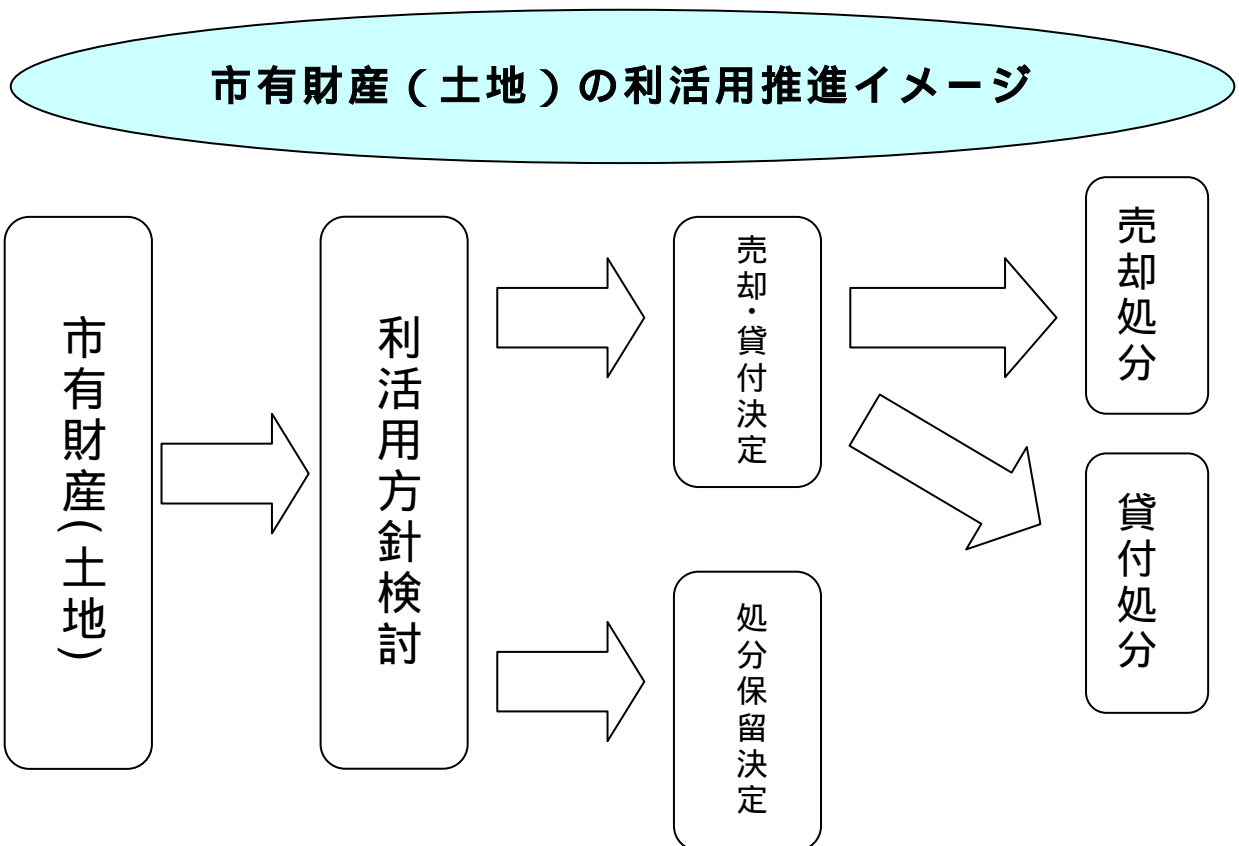 市有財産（土地）の利活用推進イメージ
市有財産(土地)
利活用方針検討
売却・貸付決定
処分保留決定
売却処分
貸付処分